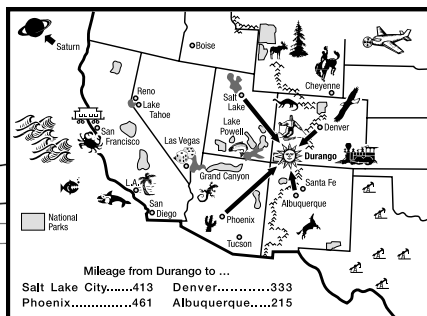 Saturn
Boise
Cheyenne
Reno
Lake
Tahoe
Salt
Lake
Denver
San
Francisco
Las Vegas
Lake
Powell
Durango
Grand Canyon
L.A.
San
Diego
Santa Fe
Albuquerque
Phoenix
Tucson
National
Parks
Mileage from Durango to ...
Salt Lake City......413 Denver............333
Phoenix..............461 Albuquerque.....215